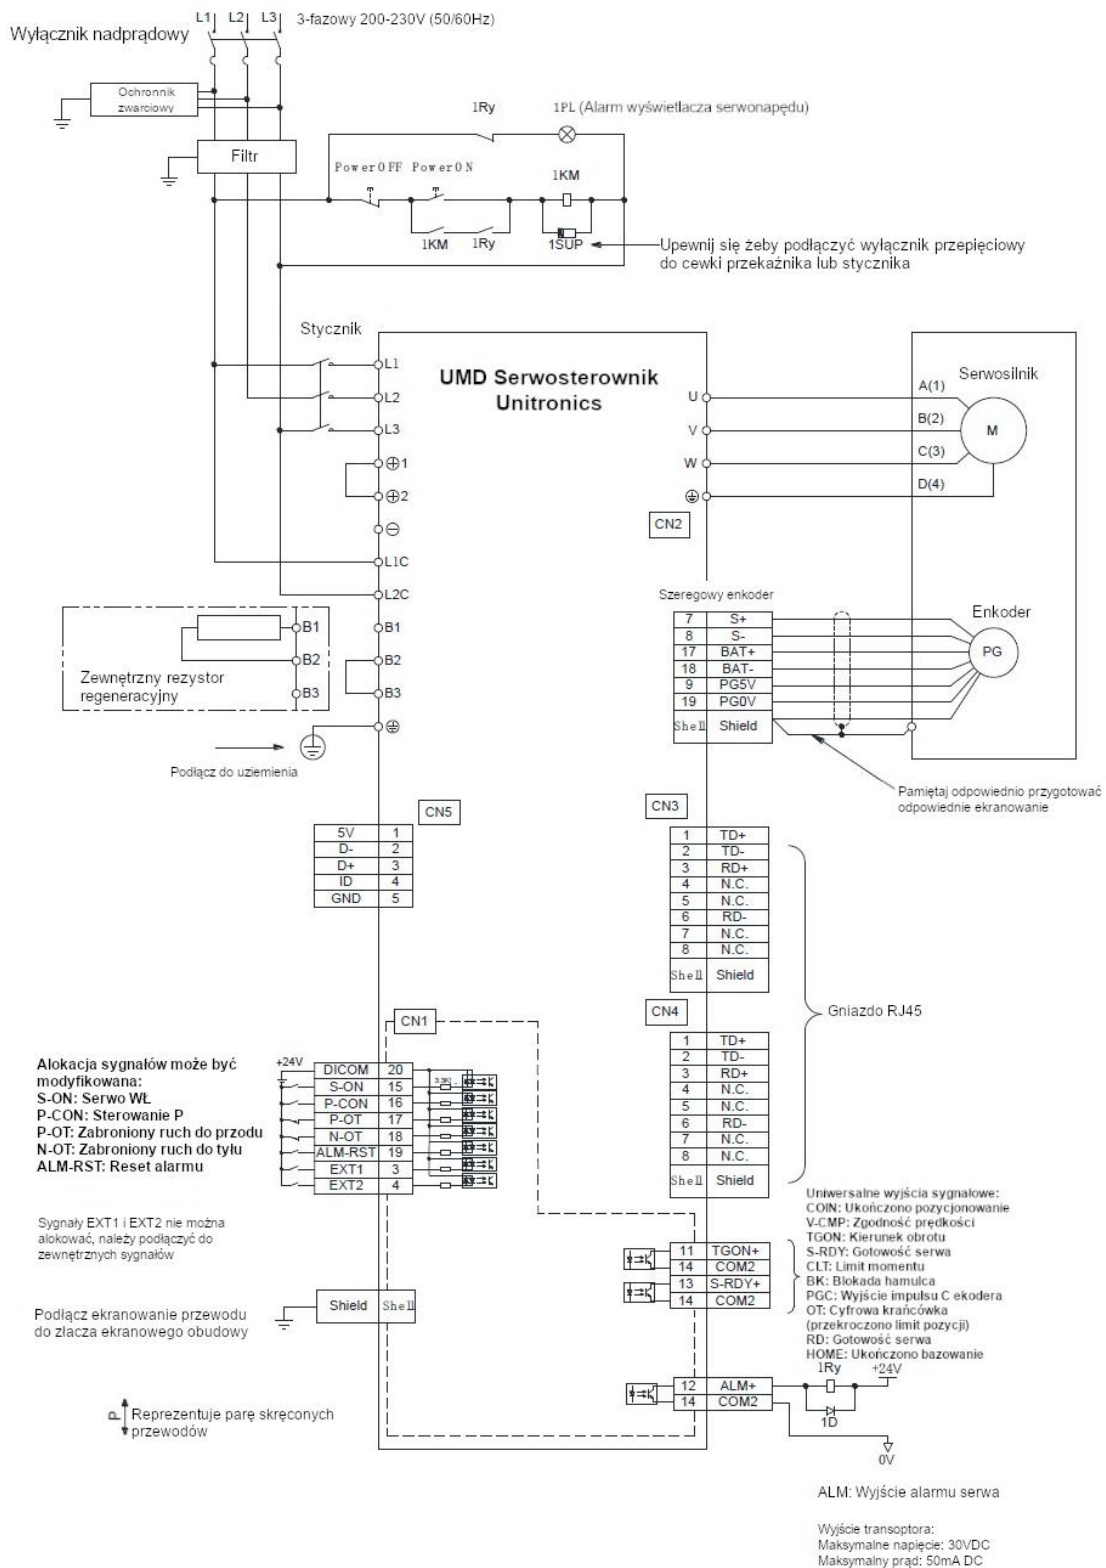 L1 L2 L3 3-fazowy 200-230V (50/60Hz)
Wyłącznik nadprądowy
Ochronnik
zwarciowy
Filtr
1Ry 1PL (Alarm wyświetlacza serwonapędu)
PowerOFF PowerON
1KM
1KM 1Ry 1SUP
Upewnij się żeby podłączyć wyłącznik przepięciowy
do cewki przekaźnika lub stycznika
Stycznik
UMD Serwosterownik
Unitronics
L1
L2
L3
1
2
L1C
L2C
B1
B2
B3
B1
B2
B3
Zewnętrzny rezystor
regeneracyjny
Podłącz do uziemienia
U
V
W
CN2
A(1)
B(2)
C(3)
D(4)
Serwosilnik
M
Szeregowy enkoder
7 S+
8 S-
17 BAT+
18 BAT-
9 PG5V
19 PG0V
Shell Shield
Enkoder
PG
Pamiętaj odpowiednio przygotować
odpowiednie ekranowanie
CN5
5V 1
D- 2
D+ 3
ID 4
GND 5
CN3
1 TD+
2 TD-
3 RD+
4 N.C.
5 N.C.
6 RD-
7 N.C.
8 N.C.
Shell Shield
Gniazdo RJ45
CN4
1 TD+
2 TD-
3 RD+
4 N.C.
5 N.C.
6 RD-
7 N.C.
8 N.C.
Shell Shield
CN1
Alokacja sygnałów może być
modyfikowana:
S-ON: Serwo WŁ
P-CON: Sterowanie P
P-OT: Zabroniony ruch do przodu
N-OT: Zabroniony ruch do tyłu
ALM-RST: Reset alarmu
+24V
DICOM 20
S-ON 15
P-CON 16
P-OT 17
N-OT 18
ALM-RST 19
EXT1 3
EXT2 4
Sygnały EXT1 i EXT2 nie można
alokować, należy podłączyć do
zewnętrznych sygnałów
Podłącz ekranowanie przewodu
do złacza ekranowego obudowy
Shield Shell
P Reprezentuje parę skręconych
przewodów
11 TGON+
14 COM2
13 S-RDY+
14 COM2
Uniwersalne wyjścia sygnałowe:
COIN: Ukończono pozycjonowanie
V-CMP: Zgodność prędkości
TGON: Kierunek obrotu
S-RDY: Gotowość serwa
CLT: Limit momentu
BK: Blokada hamulca
PGC: Wyjście impulsu C ekodera
OT: Cyfrowa krańcówka
(przekroczono limit pozycji)
RD: Gotowość serwa
HOME: Ukończono bazowanie
12 ALM+
14 COM2
1Ry +24V
1D
0V
ALM: Wyjście alarmu serwa
Wyjście transoptora:
Maksymalne napięcie: 30VDC
Maksymalny prąd: 50mA DC